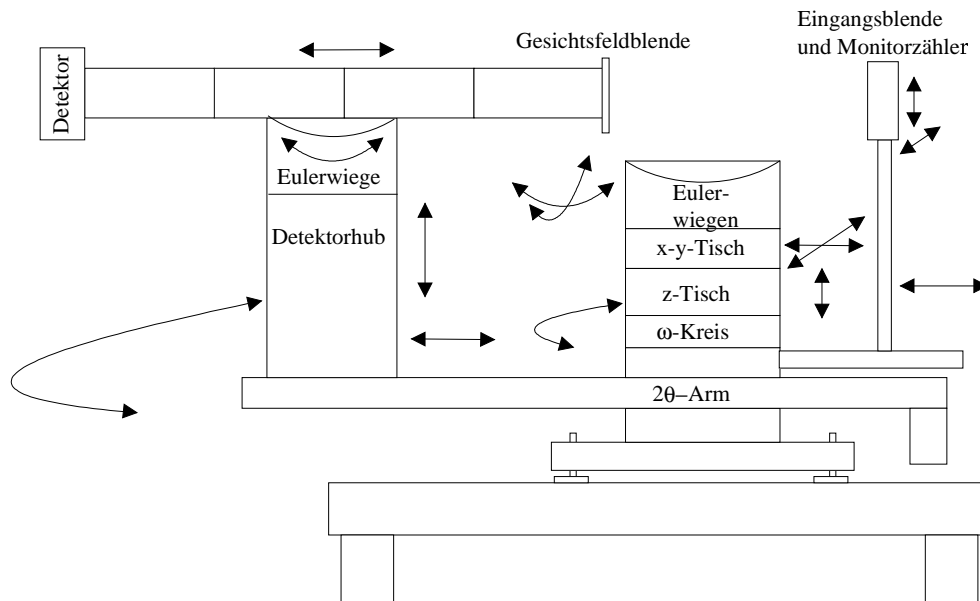 Eingangsblende
und Monitorzähler
Gesichtsfeldblende
Detektor
Eulerwiege
Detektorhub
Euler-
wiegen
x-y-Tisch
z-Tisch
ω-Kreis
2θ–Arm